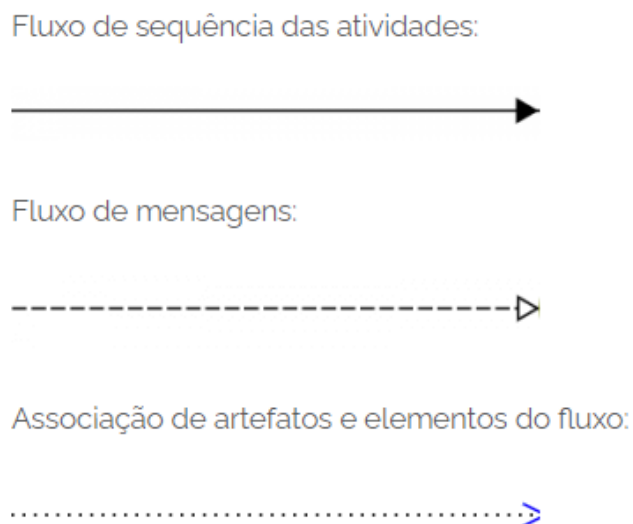 Fluxo de sequência das atividades:
Fluxo de mensagens:
Associação de artefatos e elementos do fluxo: